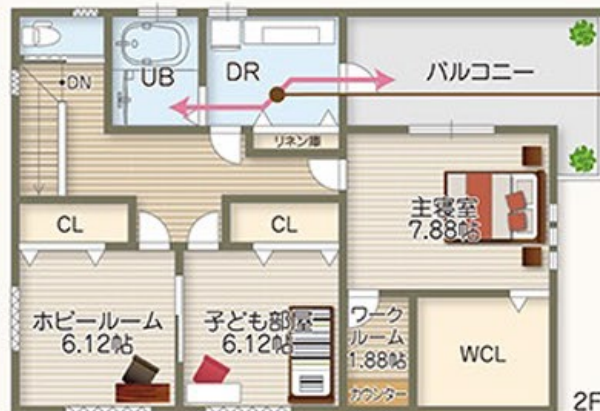 DN
UB
DR
バルコニー
リネン庫
CL
CL
主寝室
7.88帖
ホビールーム
6.12帖
子ども部屋
6.12帖
ワーク
ルーム
1.88帖
カウンター
WCL
2F